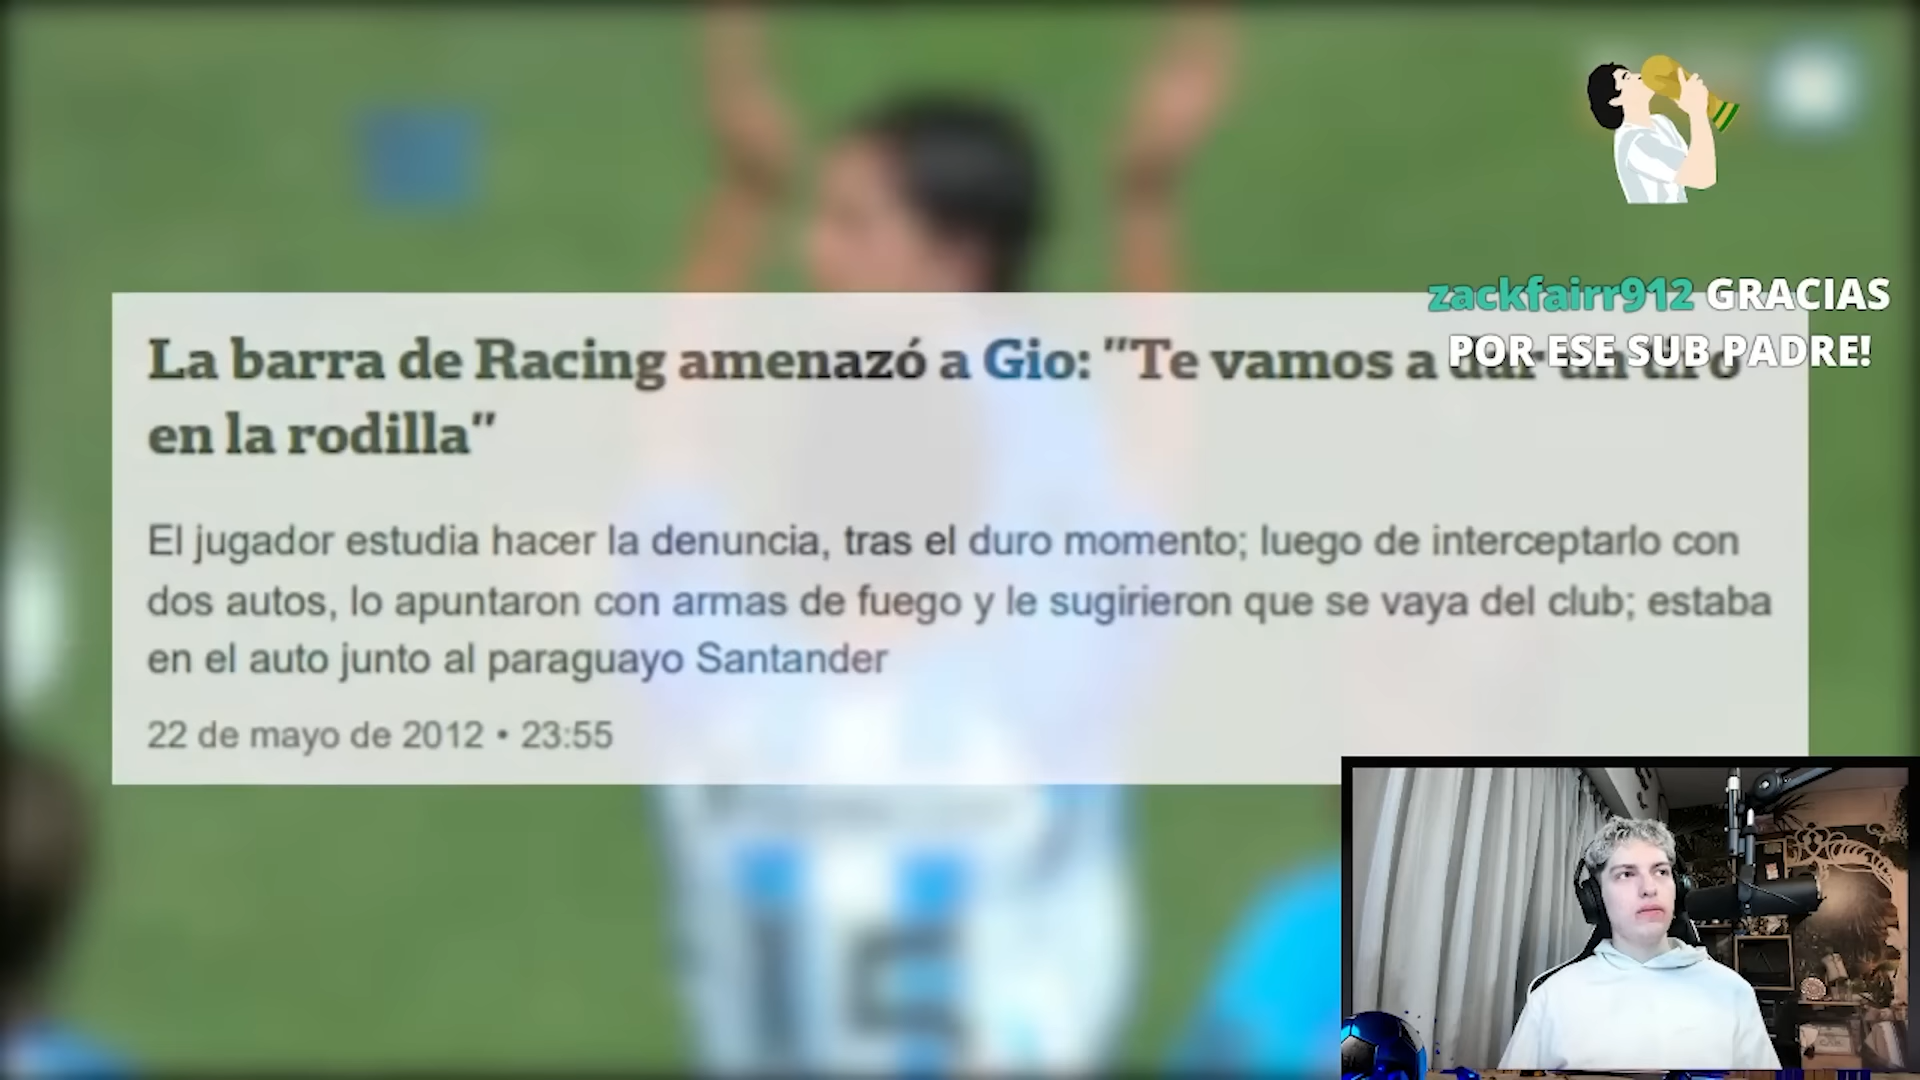 zackfairr912 GRACIAS
POR ESE SUB PADRE!
La barra de Racing amenazó a Gio: "Te vamos a dar un tiro
en la rodilla"
El jugador estudia hacer la denuncia, tras el duro momento; luego de interceptarlo con
dos autos, lo apuntaron con armas de fuego y le sugirieron que se vaya del club; estaba
en el auto junto al paraguayo Santander
22 de mayo de 2012 • 23:55